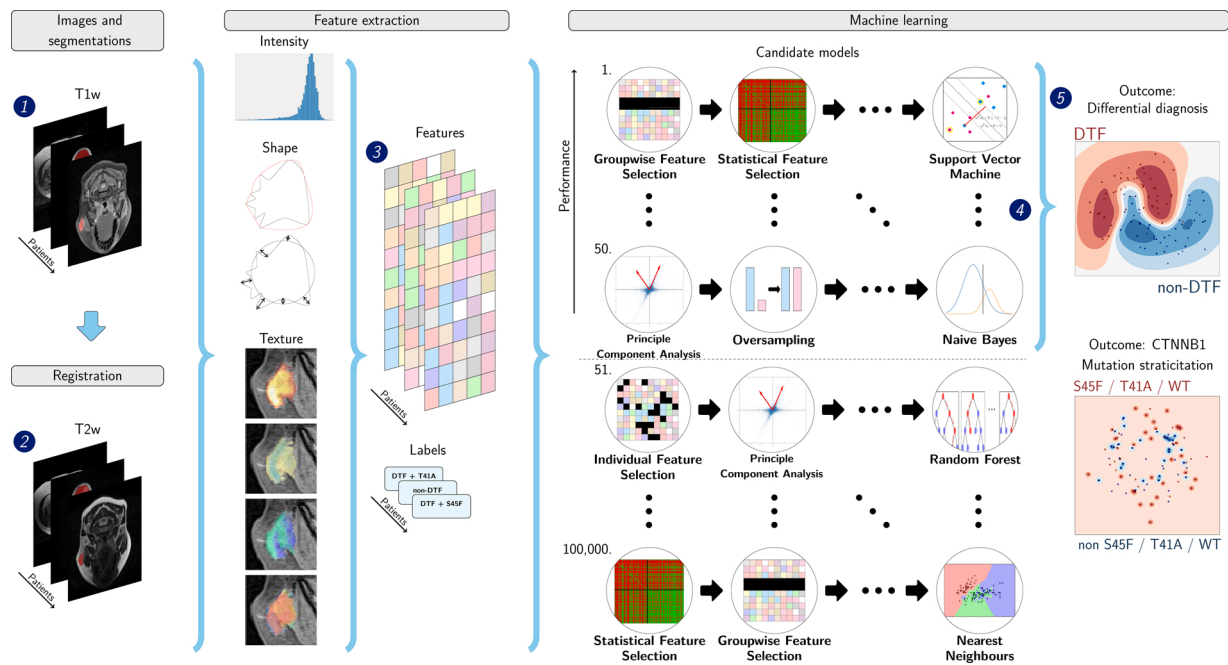 Images and
segmentations
1
T1w
Patients
Registration
2
T2w
Patients
Feature extraction
Intensity
Shape
Texture
3
Features
Patients
Labels
DTF + T41A
non-DTF
DTF + S45F
Patients
Machine learning
Candidate models
Performance
1.
Groupwise Feature
Selection
Statistical Feature
Selection
Support Vector
Machine
4
50.
Principle
Component Analysis
Oversampling
Naive Bayes
51.
Individual Feature
Selection
Principle
Component Analysis
Random Forest
100,000.
Statistical Feature
Selection
Groupwise Feature
Selection
Nearest
Neighbours
5
Outcome:
Differential diagnosis
DTF
non-DTF
Outcome: CTNNB1
Mutation straticitation
S45F / T41A / WT
non S45F / T41A / WT